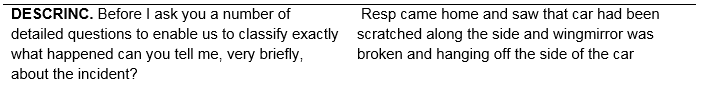 DESCRINC. Before I ask you a number of
detailed questions to enable us to classify exactly
what happened can you tell me, very briefly,
about the incident?
Resp came home and saw that car had been
scratched along the side and wingmirror was
broken and hanging off the side of the car